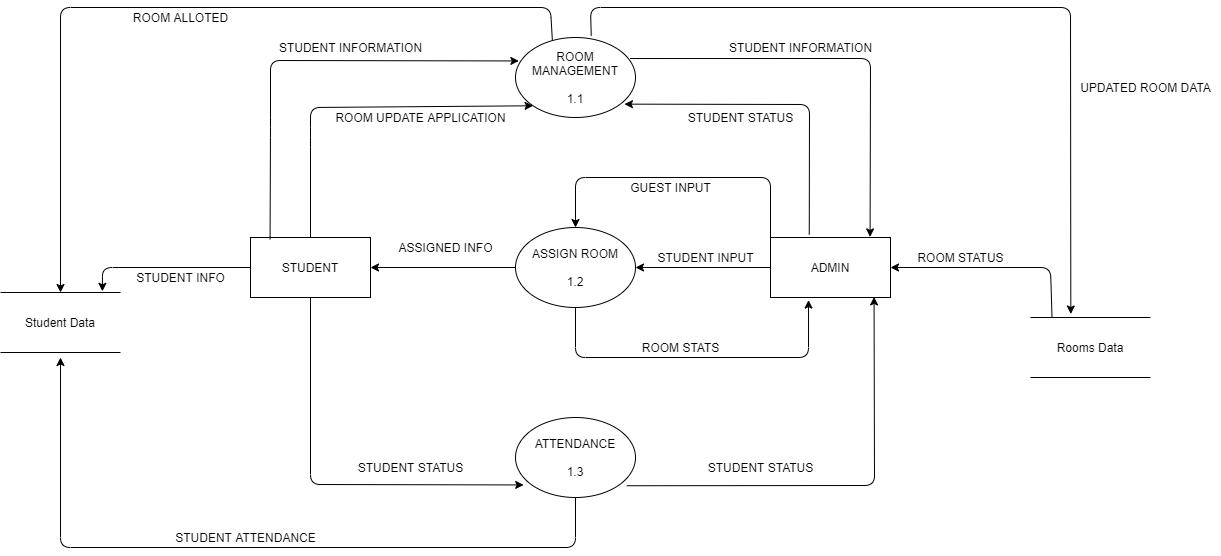 ROOM ALLOTED
STUDENT INFORMATION
ROOM
MANAGEMENT
1.1
STUDENT INFORMATION
UPDATED ROOM DATA
ROOM UPDATE APPLICATION
STUDENT STATUS
GUEST INPUT
STUDENT INFO
STUDENT
ASSIGNED INFO
ASSIGN ROOM
1.2
STUDENT INPUT
ADMIN
ROOM STATUS
Student Data
ROOM STATS
Rooms Data
ATTENDANCE
1.3
STUDENT STATUS
STUDENT STATUS
STUDENT ATTENDANCE